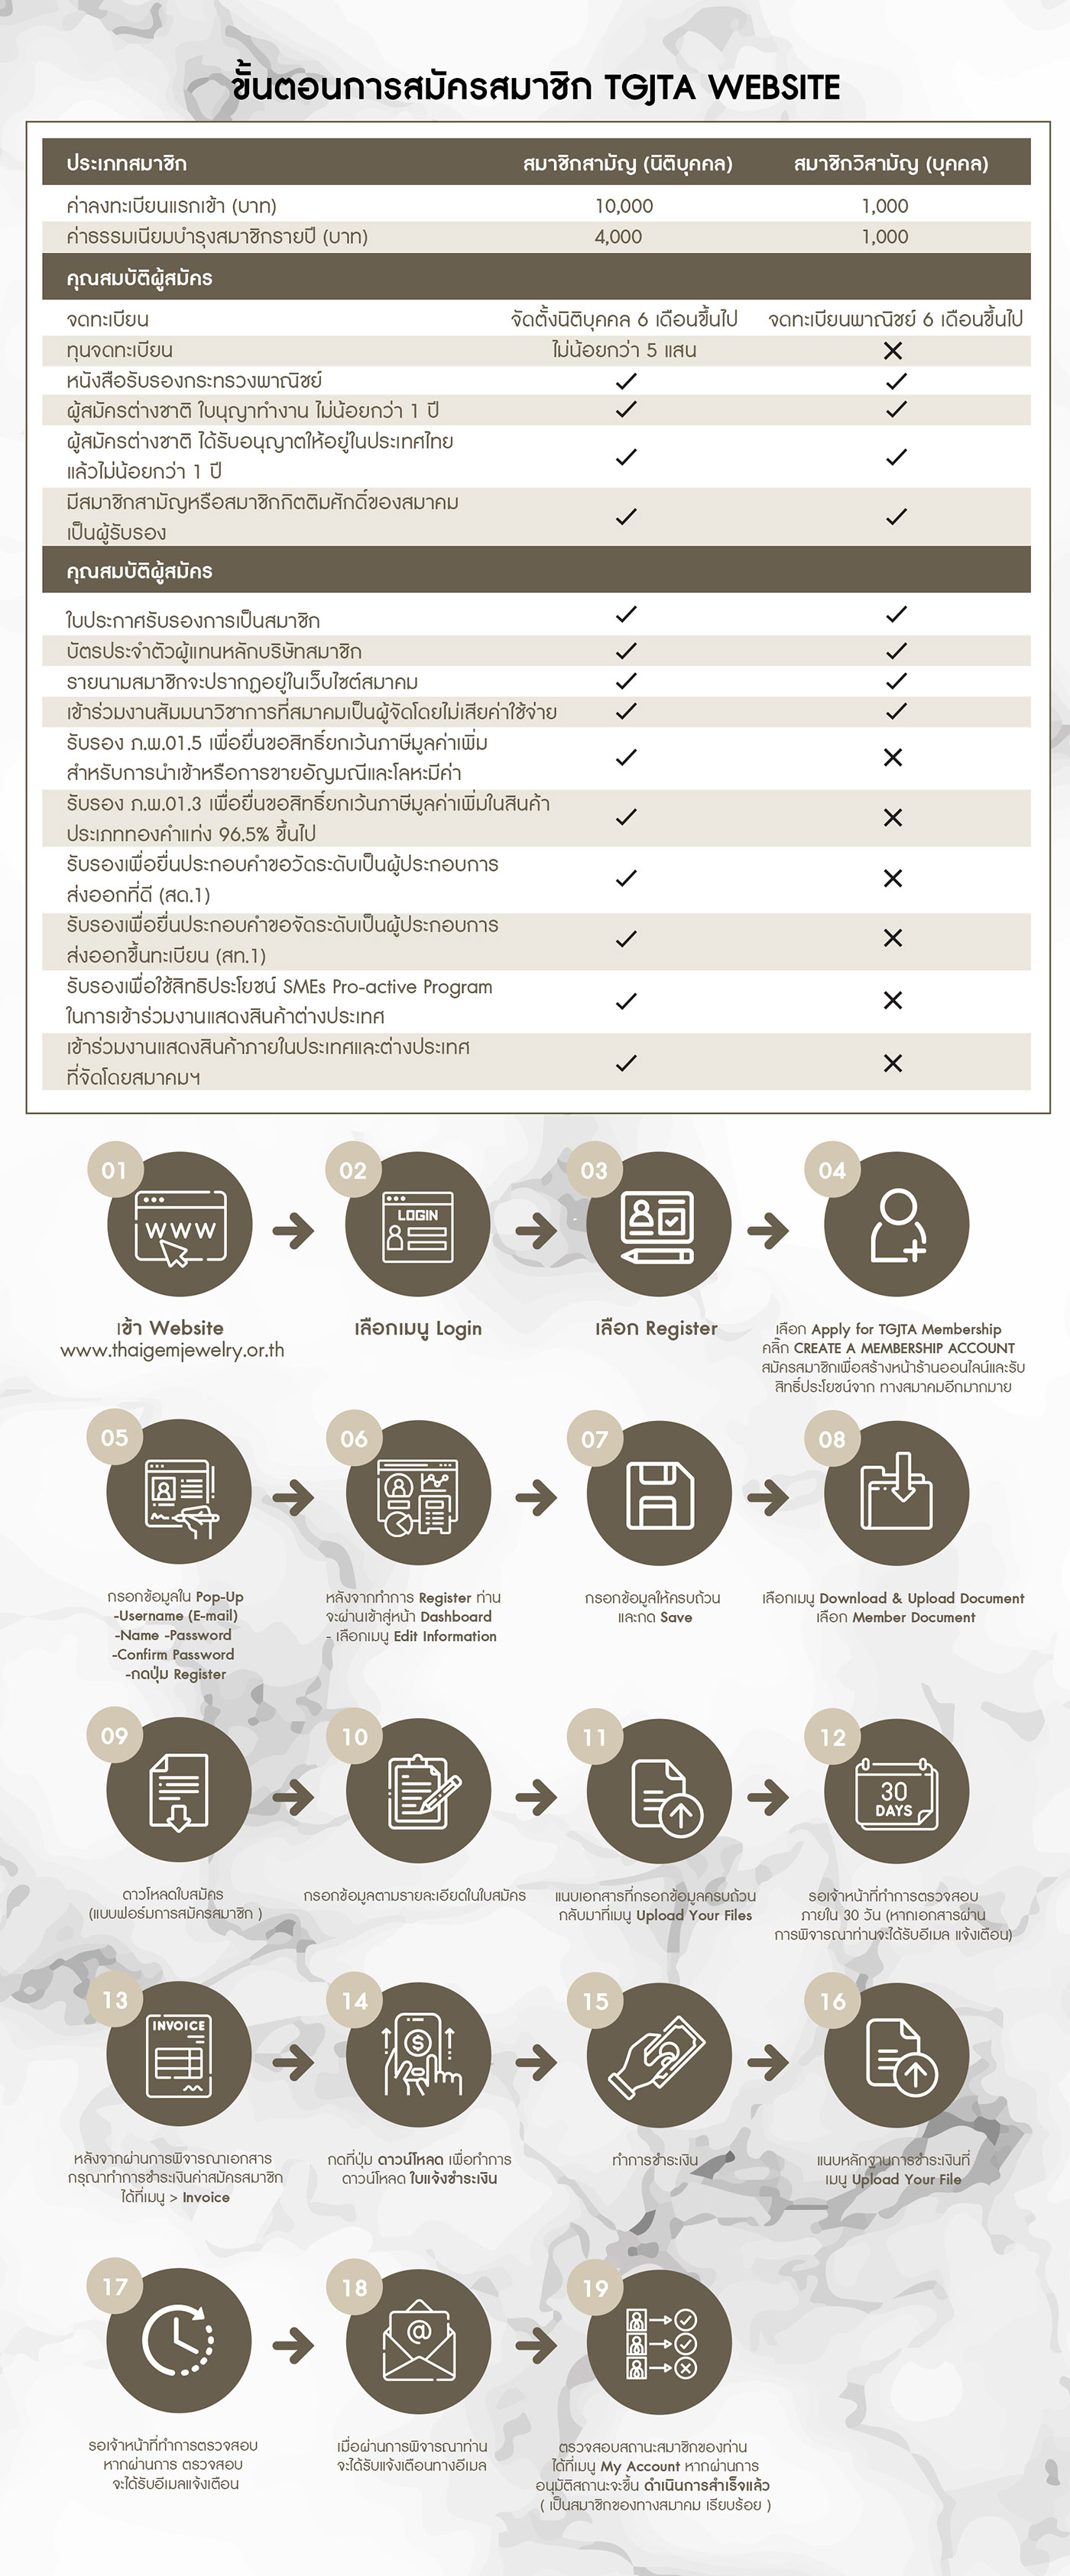 ขั้นตอนการสมัครสมาชิก TGJTA WEBSITE
ประเภทสมาชิก สมาชิกสามัญ (นิติบุคคล) สมาชิกวิสามัญ (บุคคล)
ค่าลงทะเบียนแรกเข้า (บาท) 10,000 1,000
ค่าธรรมเนียมบำรุงสมาชิกรายปี (บาท) 4,000 1,000
คุณสมบัติผู้สมัคร
จดทะเบียน จัดตั้งนิติบุคคล 6 เดือนขึ้นไป จดทะเบียนพาณิชย์ 6 เดือนขึ้นไป
ทุนจดทะเบียน ไม่น้อยกว่า 5 แสน
หนังสือรับรองกระทรวงพาณิชย์
ผู้สมัครต่างชาติ ใบนุญาทำงาน ไม่น้อยกว่า 1 ปี
ผู้สมัครต่างชาติ ได้รับอนุญาตให้อยู่ในประเทศไทย
แล้วไม่น้อยกว่า 1 ปี
มีสมาชิกสามัญหรือสมาชิกกิตติมศักดิ์ของสมาคม
เป็นผู้รับรอง
คุณสมบัติผู้สมัคร
ใบประกาศรับรองการเป็นสมาชิก
บัตรประจำตัวผู้แทนหลักบริษัทสมาชิก
รายนามสมาชิกจะปรากฏอยู่ในเว็บไซต์สมาคม
เข้าร่วมงานสัมมนาวิชาการที่สมาคมเป็นผู้จัดโดยไม่เสียค่าใช้จ่าย
รับรอง ภ.พ.01.5 เพื่อยื่นขอสิทธิ์ยกเว้นภาษีมูลค่าเพิ่ม
สำหรับการนำเข้าหรือการขายอัญมณีและโลหะมีค่า
รับรอง ภ.พ.01.3 เพื่อยื่นขอสิทธิ์ยกเว้นภาษีมูลค่าเพิ่มในสินค้า
ประเภททองคำแท่ง 96.5% ขึ้นไป
รับรองเพื่อยื่นประกอบคำขอวัดระดับเป็นผู้ประกอบการ
ส่งออกที่ดี (สด.1)
รับรองเพื่อยื่นประกอบคำขอจัดระดับเป็นผู้ประกอบการ
ส่งออกขึ้นทะเบียน (สท.1)
รับรองเพื่อใช้สิทธิประโยชน์ SMEs Pro-active Program
ในการเข้าร่วมงานแสดงสินค้าต่างประเทศ
เข้าร่วมงานแสดงสินค้าภายในประเทศและต่างประเทศ
ที่จัดโดยสมาคมฯ
01
WWW
เข้า Website
www.thaigemjewelry.or.th
02
LOGIN
เลือกเมนู Login
03
เลือก Register
04
เลือก Apply for TGJTA Membership
คลิ๊ก CREATE A MEMBERSHIP ACCOUNT
สมัครสมาชิกเพื่อสร้างหน้าร้านออนไลน์และรับ
สิทธิ์ประโยชน์จาก ทางสมาคมอีกมากมาย
05
กรอกข้อมูลใน Pop-Up
-Username (E-mail)
-Name -Password
-Confirm Password
-กดปุ่ม Register
06
หลังจากทำการ Register ท่าน
จะผ่านเข้าสู่หน้า Dashboard
- เลือกเมนู Edit Information
07
กรอกข้อมูลให้ครบถ้วน
และกด Save
08
เลือกเมนู Download & Upload Document
เลือก Member Document
09
ดาวโหลดใบสมัคร
(แบบฟอร์มการสมัครสมาชิก )
10
กรอกข้อมูลตามรายละเอียดในใบสมัคร
11
แนบเอกสารที่กรอกข้อมูลครบถ้วน
กลับมาที่เมนู Upload Your Files
12
30
DAYS
รอเจ้าหน้าที่ทำการตรวจสอบ
ภายใน 30 วัน (หากเอกสารผ่าน
การพิจารณาท่านจะได้รับอีเมล แจ้งเตือน)
13
INVOICE
หลังจากผ่านการพิจารณเอกสาร
กรุณาทำการชำระเงินค่าสมัครสมาชิก
ได้ที่เมนู > Invoice
14
กดที่ปุ่ม ดาวน์โหลด เพื่อทำการ
ดาวน์โหลด ใบแจ้งชำระเงิน
15
ทำการชำระเงิน
16
แนบหลักฐานการชำระเงินที่
เมนู Upload Your File
17
รอเจ้าหน้าที่ทำการตรวจสอบ
หากผ่านการ ตรวจสอบ
จะได้รับอีเมลแจ้งเตือน
18
@
เมื่อผ่านการพิจารณาท่าน
จะได้รับแจ้งเตือนทางอีเมล
19
ตรวจสอบสถานะสมาชิกของท่าน
ได้ที่เมนู My Account หากผ่านการ
อนุมัติสถานะจะขึ้น ดำเนินการสำเร็จแล้ว
( เป็นสมาชิกของทางสมาคม เรียบร้อย )